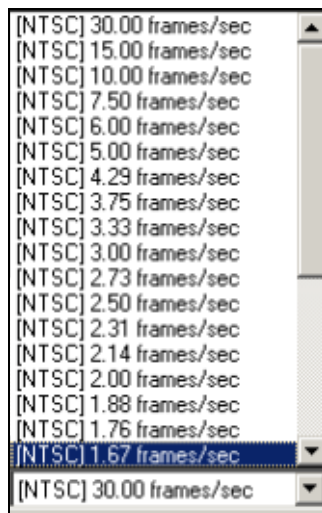 [NTSC] 30.00 frames/sec
[NTSC] 15.00 frames/sec
[NTSC] 10.00 frames/sec
[NTSC] 7.50 frames/sec
[NTSC] 6.00 frames/sec
[NTSC] 5.00 frames/sec
[NTSC] 4.29 frames/sec
[NTSC] 3.75 frames/sec
[NTSC] 3.33 frames/sec
[NTSC] 3.00 frames/sec
[NTSC] 2.73 frames/sec
[NTSC] 2.50 frames/sec
[NTSC] 2.31 frames/sec
[NTSC] 2.14 frames/sec
[NTSC] 2.00 frames/sec
[NTSC] 1.88 frames/sec
[NTSC] 1.76 frames/sec
[NTSC] 1.67 frames/sec
[NTSC] 30.00 frames/sec